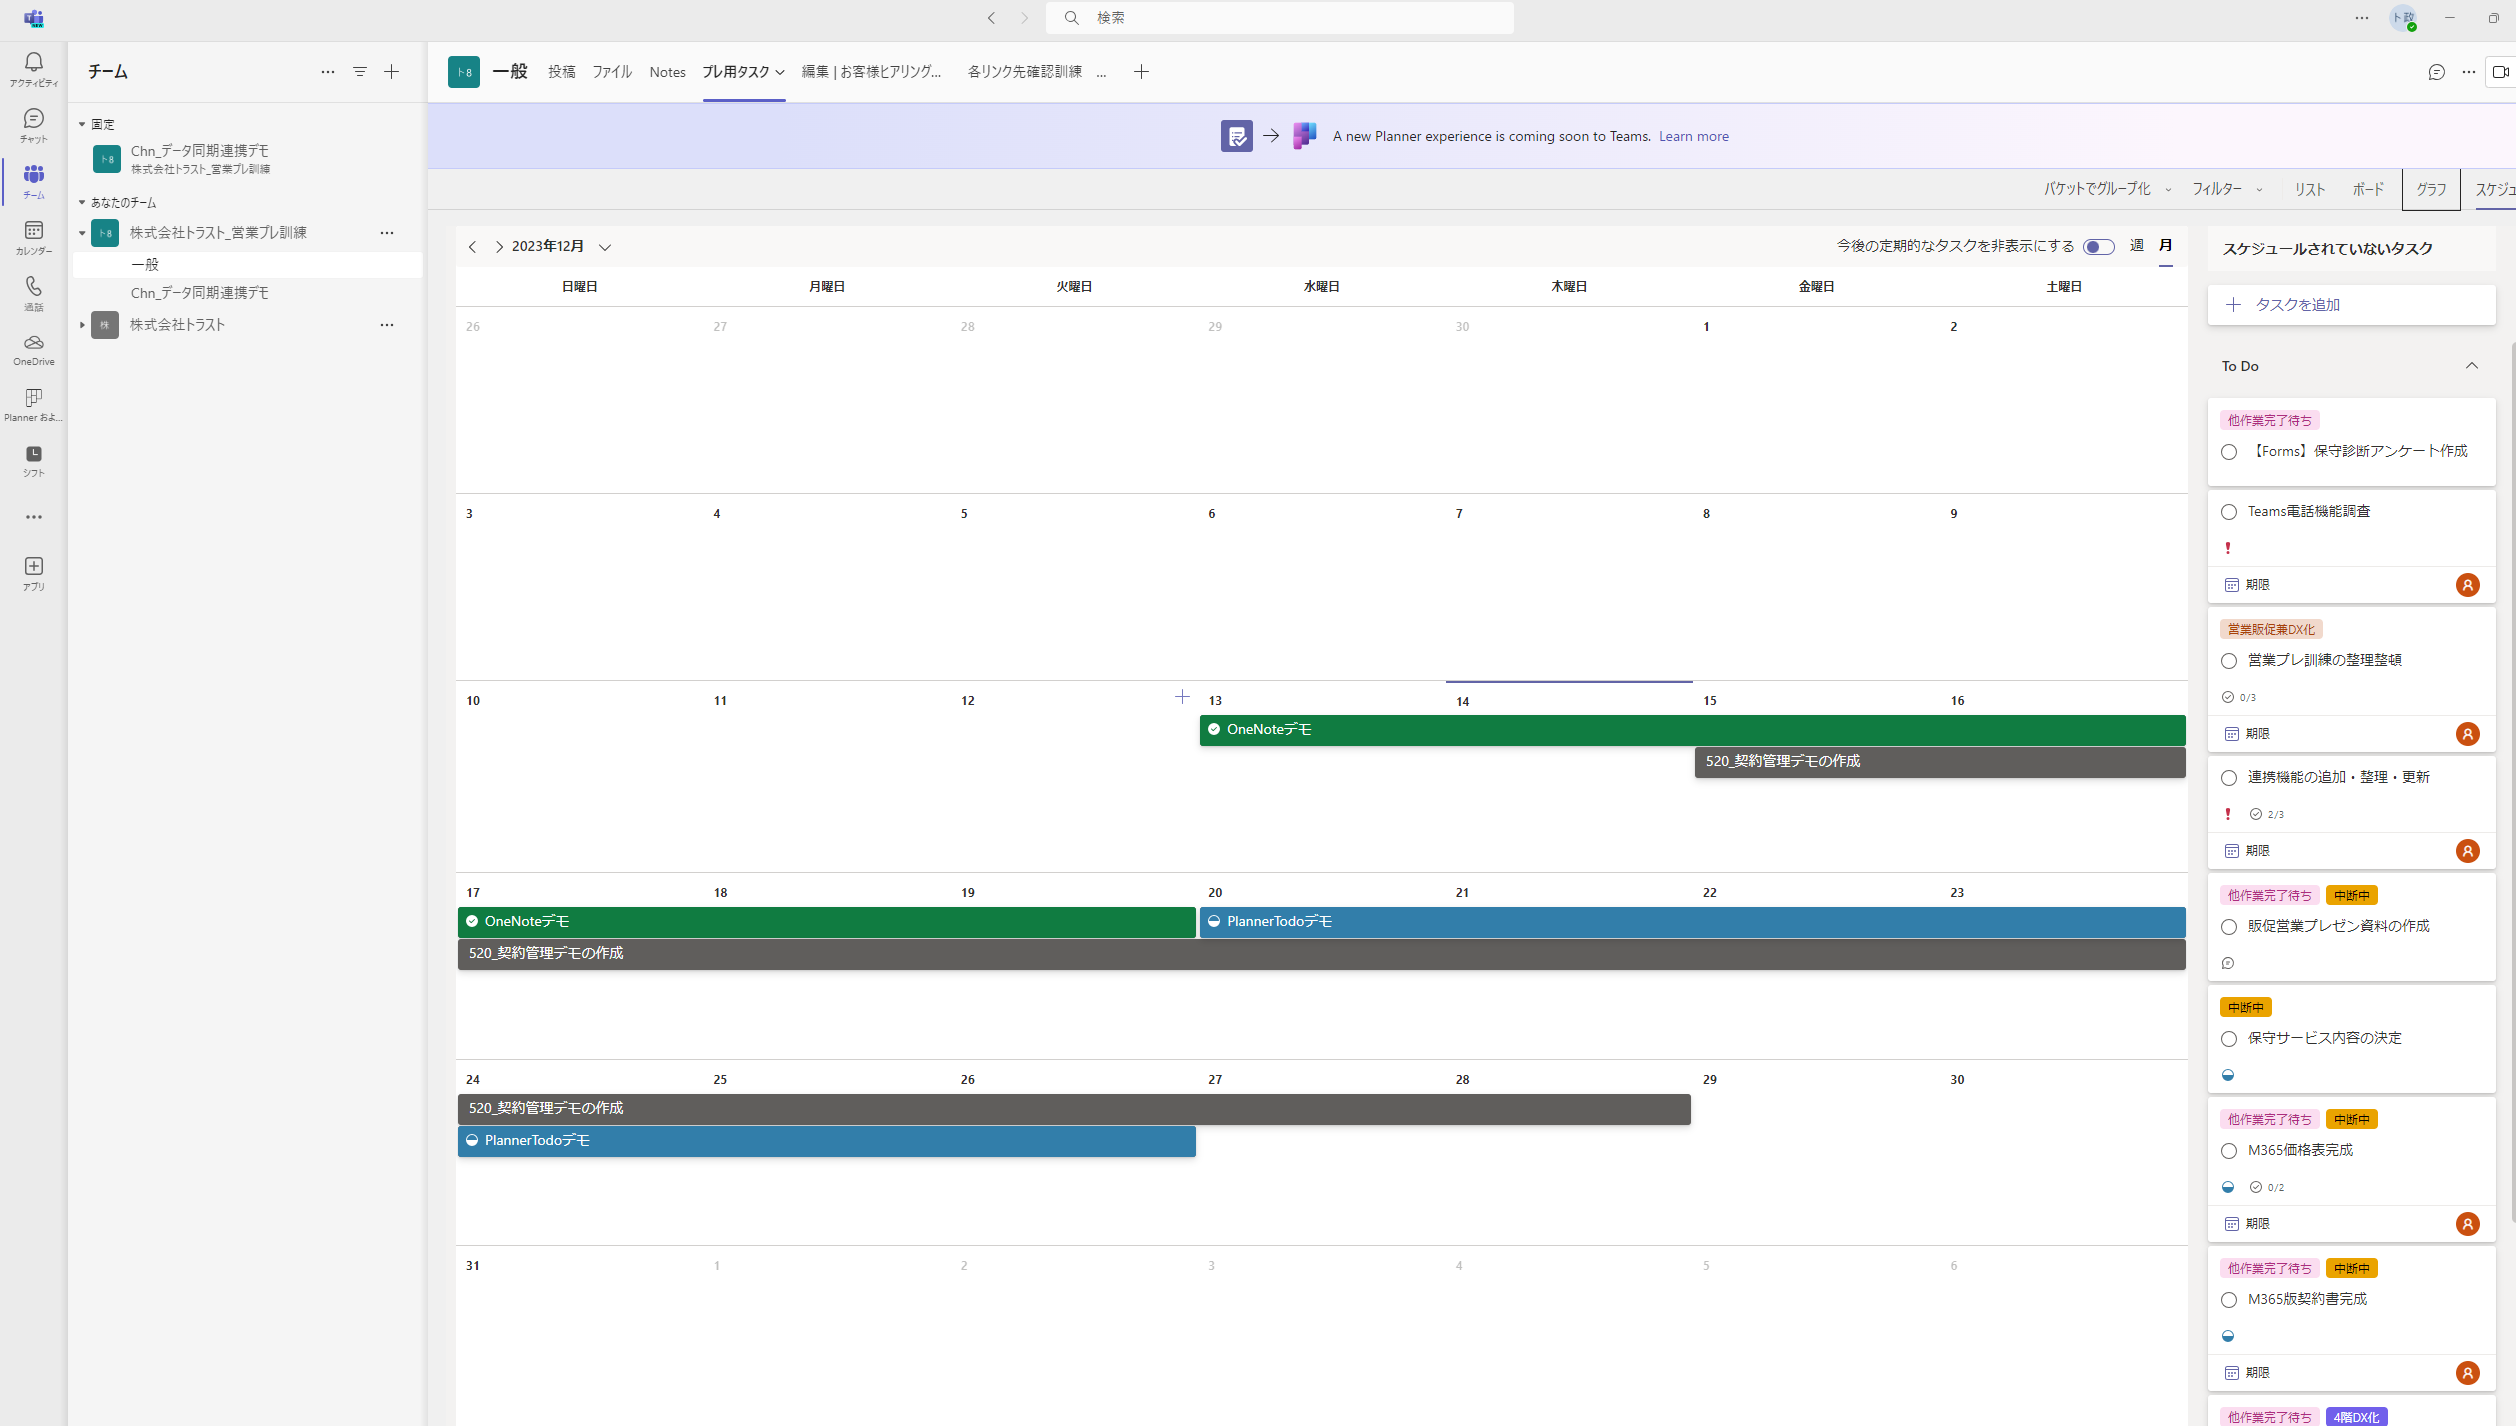 検索
ト政
アクティビティ
チャット
チーム
カレンダー
通話
OneDrive
Planner およ...
シフト
アプリ
チーム
固定
ト8
Chn_データ同期連携デモ
株式会社トラスト_営業プレ訓練
あなたのチーム
ト8 株式会社トラスト_営業プレ訓練
一般
Chn_データ同期連携デモ
株 株式会社トラスト
ト8 一般 投稿 ファイル Notes プレ用タスク 編集 | お客様ヒアリング... 各リンク先確認訓練 ...
A new Planner experience is coming soon to Teams. Learn more
バケットでグループ化 フィルター リスト ボード グラフ スケジュ
2023年12月 今後の定期的なタスクを非表示にする 週 月
日曜日 月曜日 火曜日 水曜日 木曜日 金曜日 土曜日
26 27 28 29 30 1 2
3 4 5 6 7 8 9
10 11 12 13 14 15 16
OneNoteデモ
520_契約管理デモの作成
17 18 19 20 21 22 23
OneNoteデモ PlannerTodoデモ
520_契約管理デモの作成
24 25 26 27 28 29 30
520_契約管理デモの作成
PlannerTodoデモ
31 1 2 3 4 5 6
スケジュールされていないタスク
タスクを追加
To Do
他作業完了待ち
【Forms】保守診断アンケート作成
Teams電話機能調査
期限
営業販促兼DX化
営業プレ訓練の整理整頓
0/3
期限
連携機能の追加・整理・更新
2/3
期限
他作業完了待ち 中断中
販促営業プレゼン資料の作成
中断中
保守サービス内容の決定
他作業完了待ち 中断中
M365価格表完成
0/2
期限
他作業完了待ち 中断中
M365版契約書完成
期限
他作業完了待ち 4階DX化